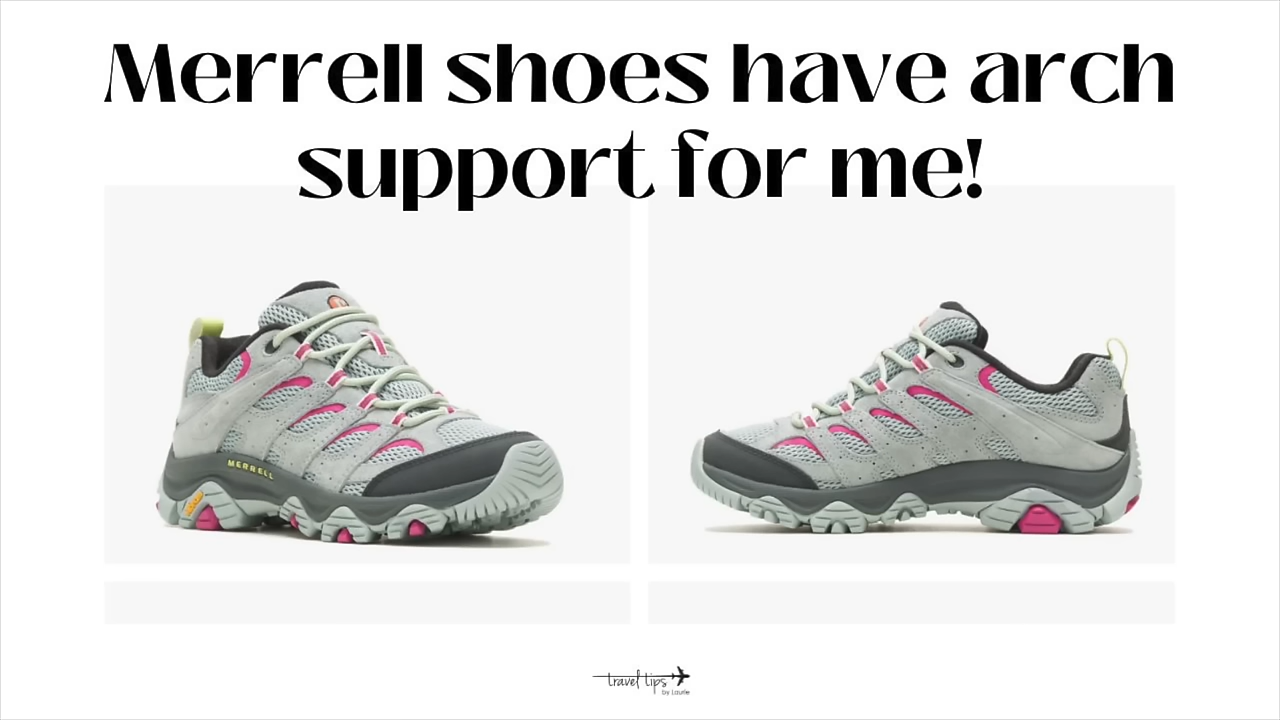 Merrell shoes have arch
support for me!
MERRELL
travel tips
by Laurie